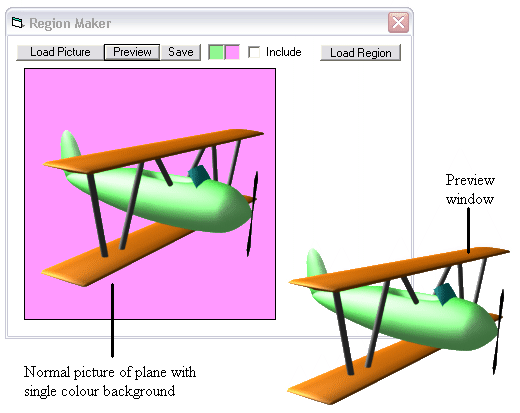 Region Maker
Load Picture Preview Save Include Load Region
Preview
window
Normal picture of plane with
single colour background